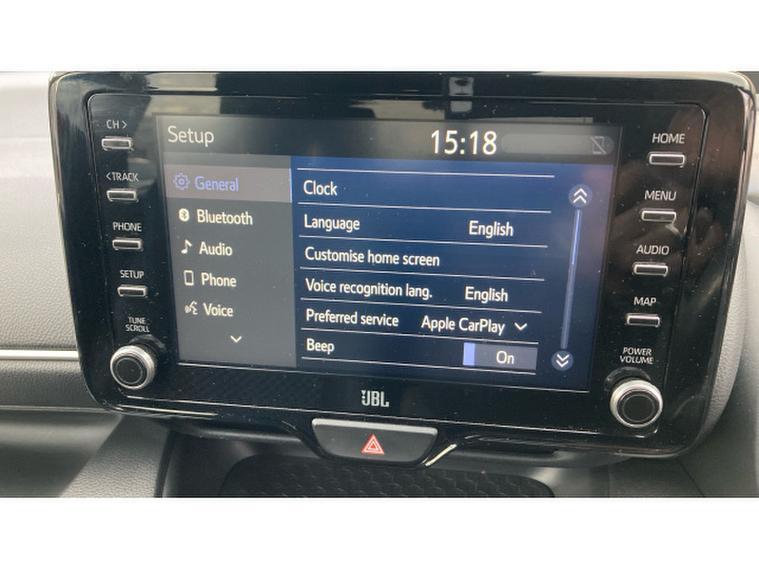 Setup 15:18
General
Bluetooth
Audio
Phone
Voice
Clock
Language English
Customise home screen
Voice recognition lang. English
Preferred service Apple CarPlay
Beep On
CH >
< TRACK
PHONE
SETUP
TUNE
SCROLL
HOME
MENU
AUDIO
MAP
POWER
VOLUME
JBL